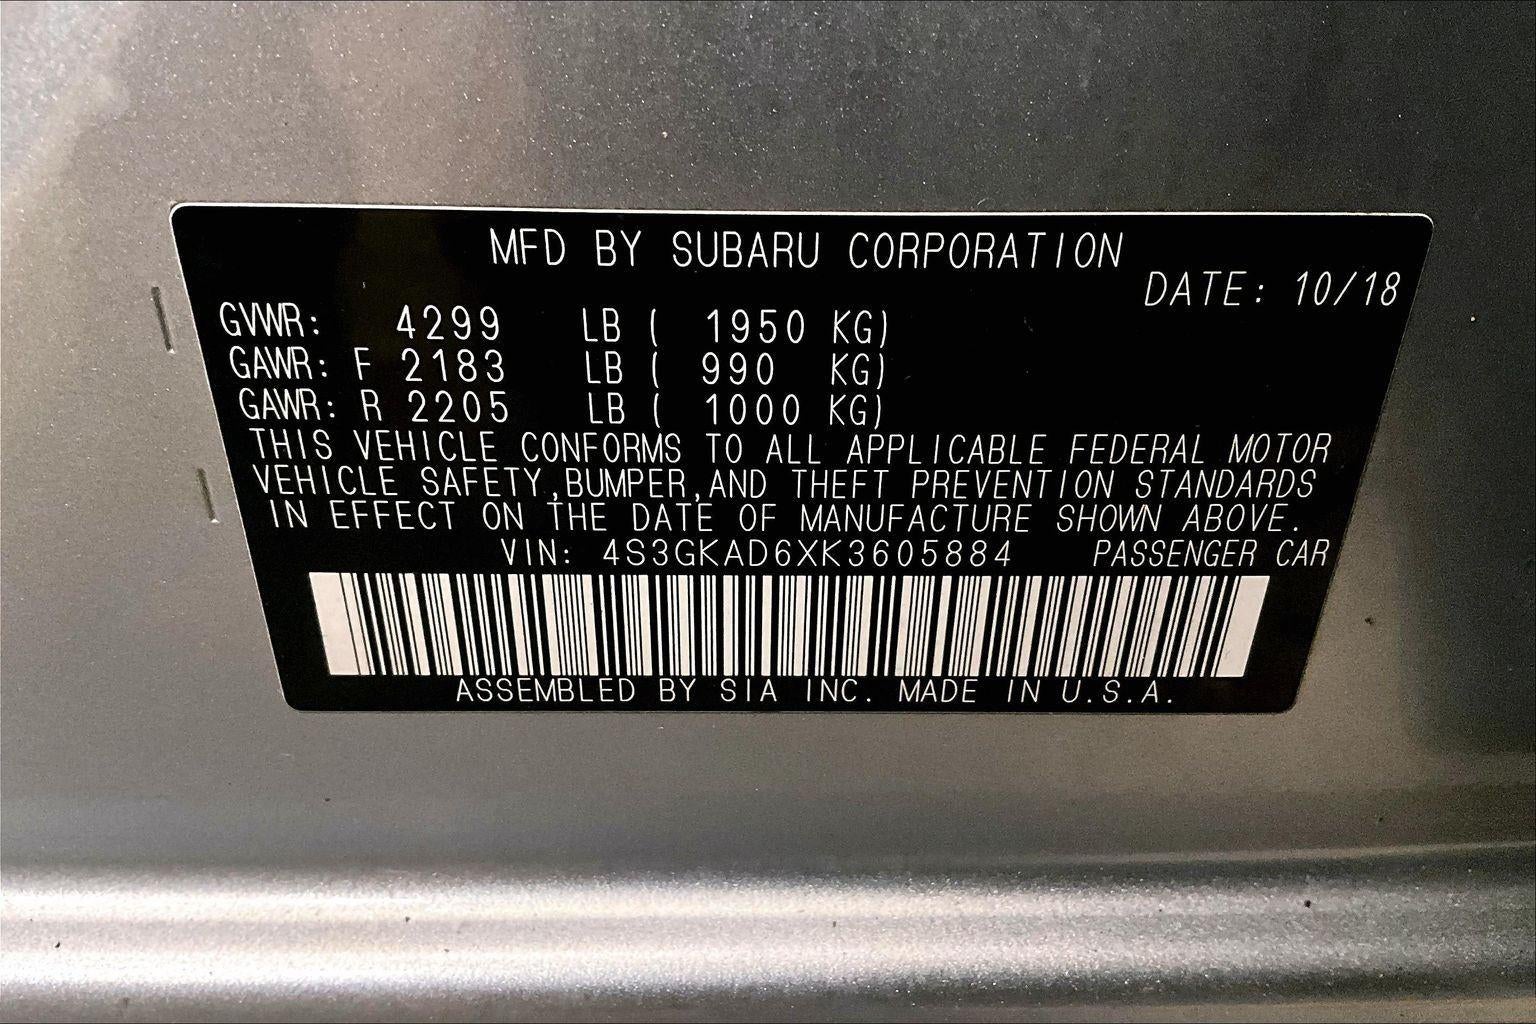 MFD BY SUBARU CORPORATION
DATE: 10/18
GVWR: 4299 LB ( 1950 KG)
GAWR: F 2183 LB ( 990 KG)
GAWR: R 2205 LB ( 1000 KG)
THIS VEHICLE CONFORMS TO ALL APPLICABLE FEDERAL MOTOR
VEHICLE SAFETY,BUMPER,AND THEFT PREVENTION STANDARDS
IN EFFECT ON THE DATE OF MANUFACTURE SHOWN ABOVE.
VIN: 4S3GKAD6XK3605884 PASSENGER CAR
ASSEMBLED BY SIA INC. MADE IN U.S.A.